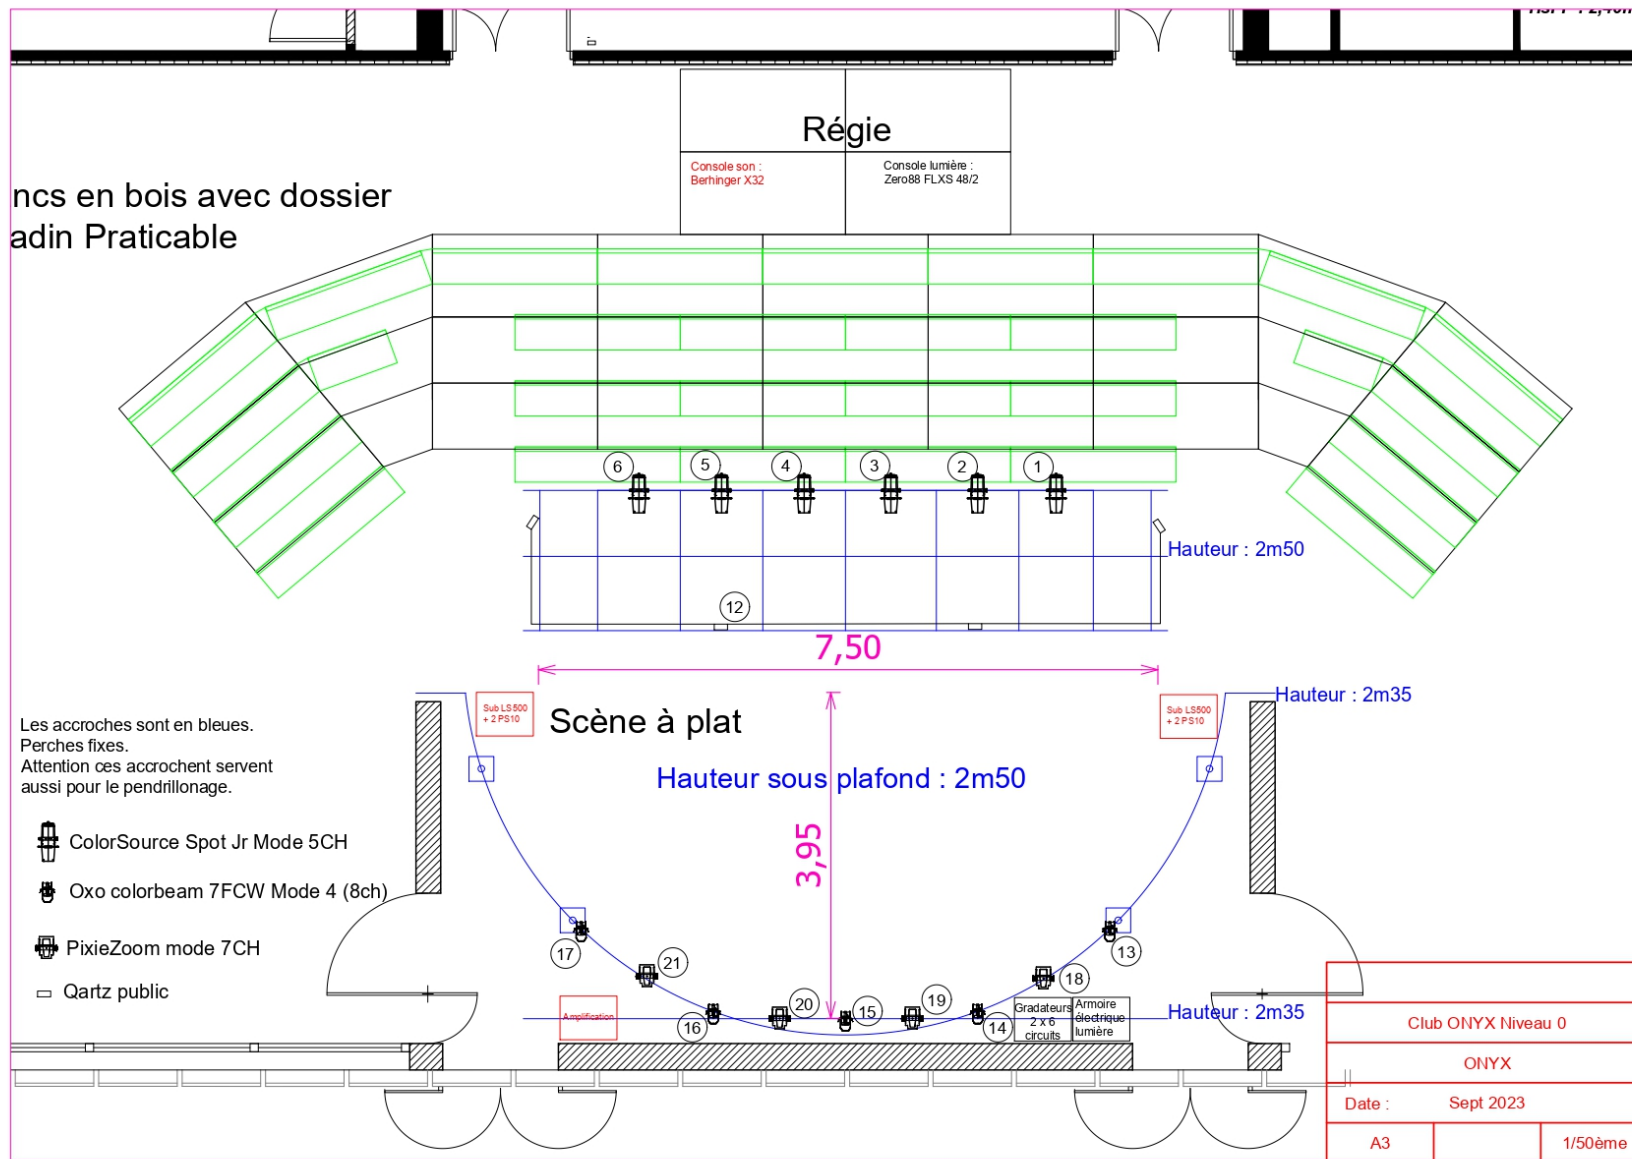 Régie
Console son :
Berhinger X32
Console lumière :
Zero88 FLXS 48/2
ncs en bois avec dossier
adin Praticable
6
5
4
3
2
1
Hauteur : 2m50
12
7,50
Sub LS500
+ 2 PS10
Scène à plat
Sub LS500
+ 2 PS10
Hauteur : 2m35
Hauteur sous plafond : 2m50
3,95
Les accroches sont en bleues.
Perches fixes.
Attention ces accrochent servent
aussi pour le pendrillonage.
ColorSource Spot Jr Mode 5CH
Oxo colorbeam 7FCW Mode 4 (8ch)
PixieZoom mode 7CH
Qartz public
17
21
13
18
Amplification
16
20
15
19
14
Gradateurs
2 x 6
circuits
Armoire
électrique
lumière
Hauteur : 2m35
Club ONYX Niveau 0
ONYX
Date : Sept 2023
A3 1/50ème